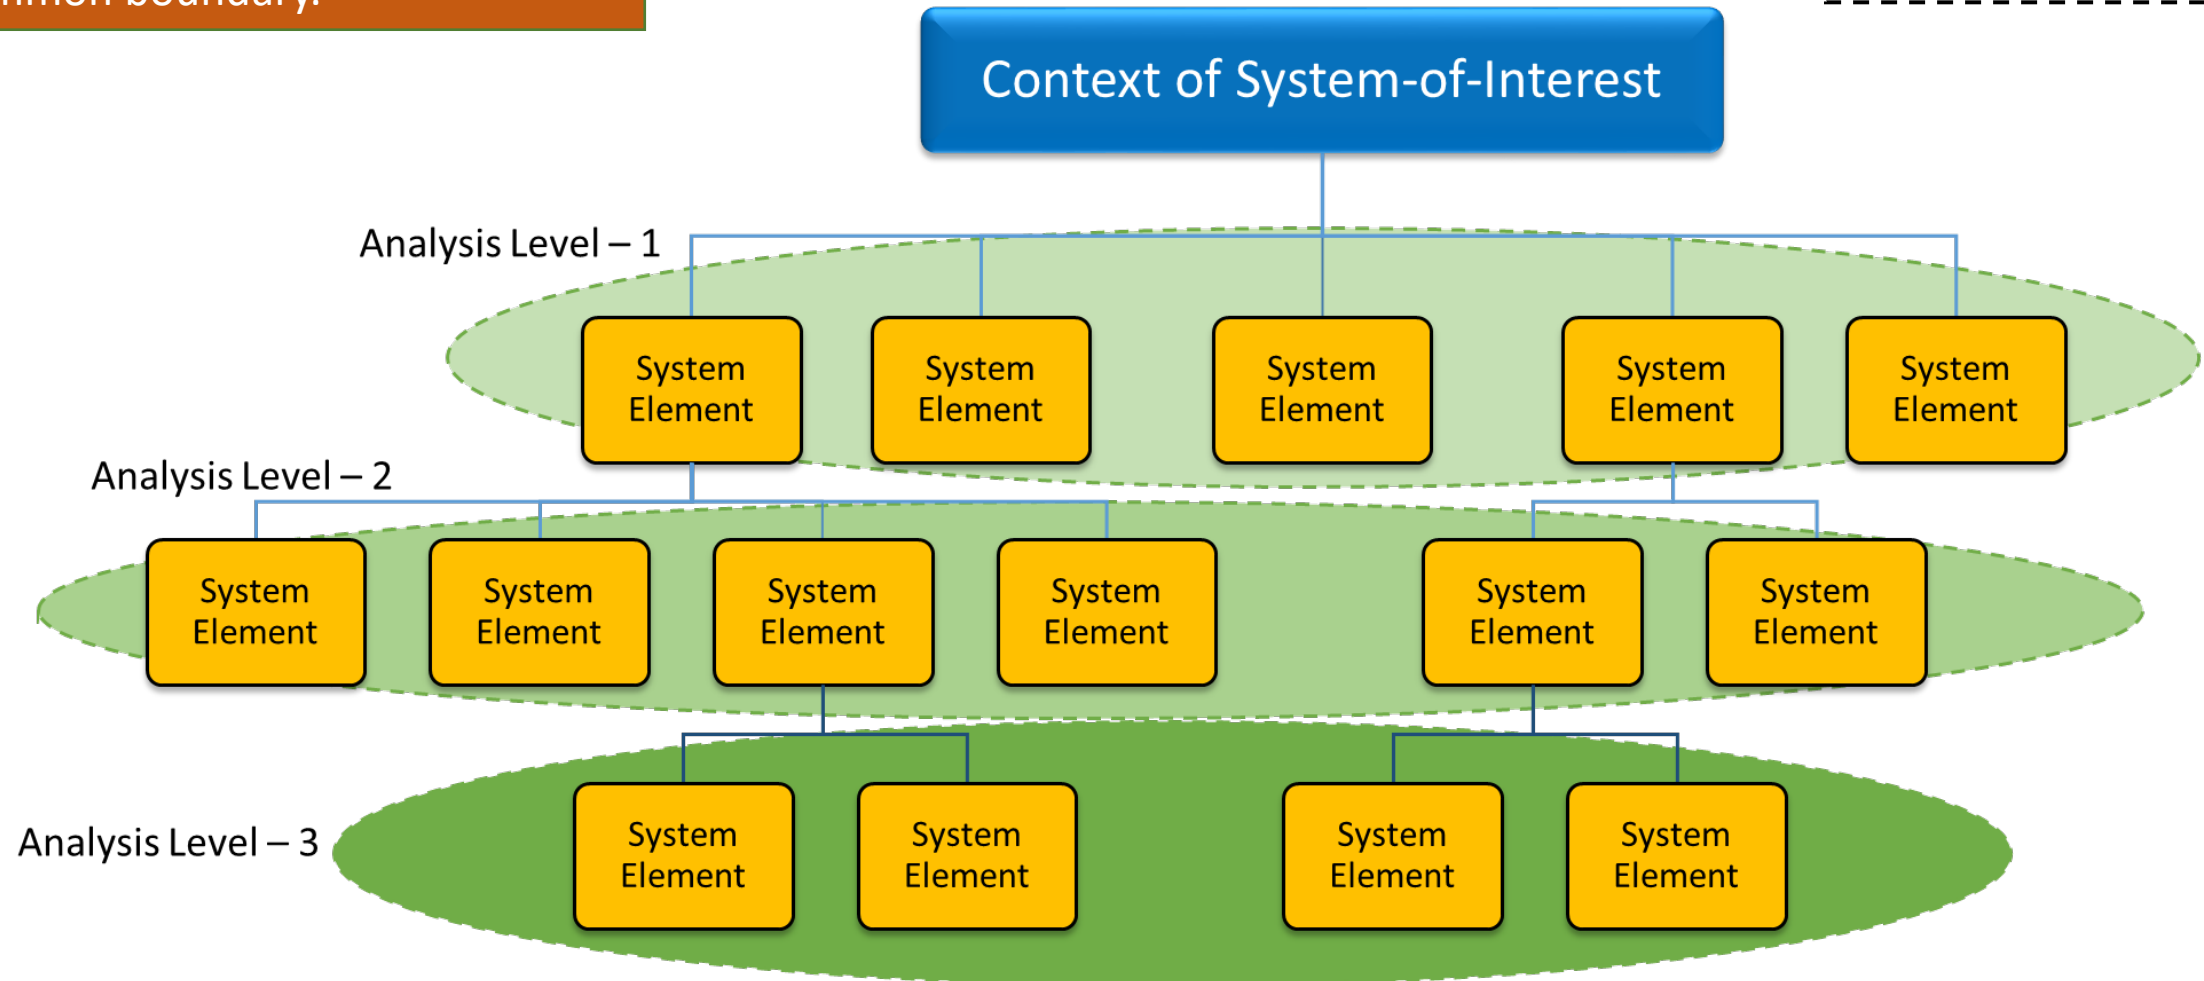 boundary.
Context of System-of-Interest
Analysis Level – 1
System
Element
System
Element
System
Element
System
Element
System
Element
Analysis Level – 2
System
Element
System
Element
System
Element
System
Element
System
Element
System
Element
Analysis Level – 3
System
Element
System
Element
System
Element
System
Element